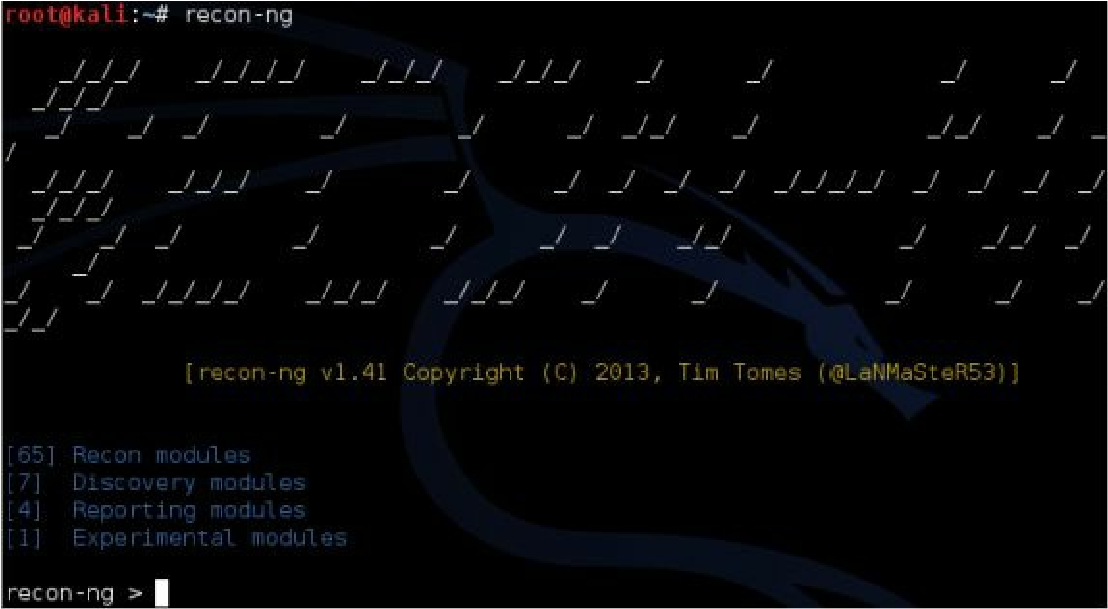 root@kali:~# recon-ng
    _/_/_/   _/_/_/_/    _/_/_/    _/_/_/    _/      _/            _/      _/
  _/_/_/
   _/    _/  _/         _/         _/      _/  _/_/    _/             _/_/    _/  _
/
  _/_/_/    _/_/_/    _/         _/      _/  _/  _/  _/  _/_/_/_/  _/  _/  _/  _/
  _/_/_/
 _/    _/  _/         _/         _/      _/  _/    _/_/             _/    _/_/  _/
     _/
_/    _/  _/_/_/_/    _/_/_/    _/_/_/    _/      _/            _/      _/    _/
_/_/
[recon-ng v1.41 Copyright (C) 2013, Tim Tomes (@LaNMaSteR53)]
[65] Recon modules
[7]  Discovery modules
[4]  Reporting modules
[1]  Experimental modules
recon-ng >